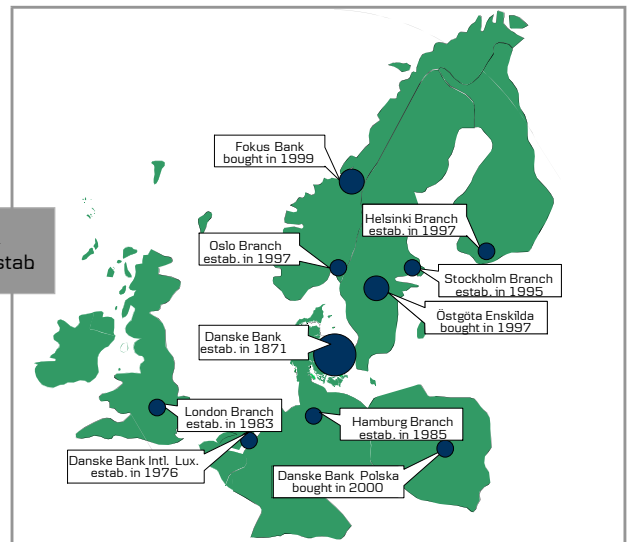 Fokus Bank
bought in 1999
Helsinki Branch
estab. in 1997
stab
Oslo Branch
estab. in 1997
Stockholm Branch
estab. in 1995
Östgöta Enskilda
bought in 1997
Danske Bank
estab. in 1871
London Branch
estab. in 1983
Hamburg Branch
estab. in 1985
Danske Bank Intl. Lux.
estab. in 1976
Danske Bank Polska
bought in 2000